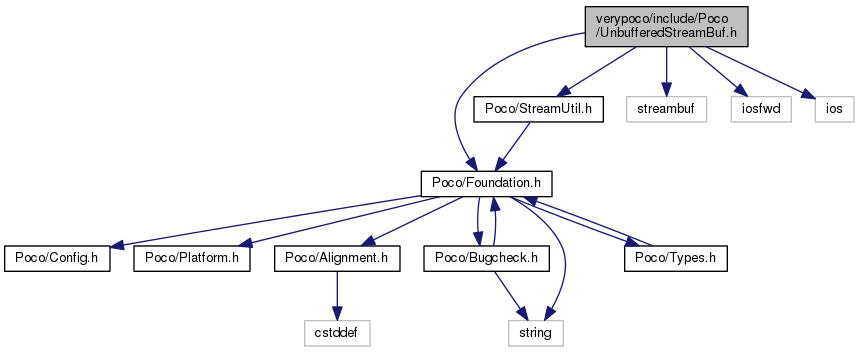 verypoco/include/Poco
/UnbufferedStreamBuf.h
Poco/StreamUtil.h
streambuf
iosfwd
ios
Poco/Foundation.h
Poco/Config.h
Poco/Platform.h
Poco/Alignment.h
Poco/Bugcheck.h
Poco/Types.h
cstddef
string